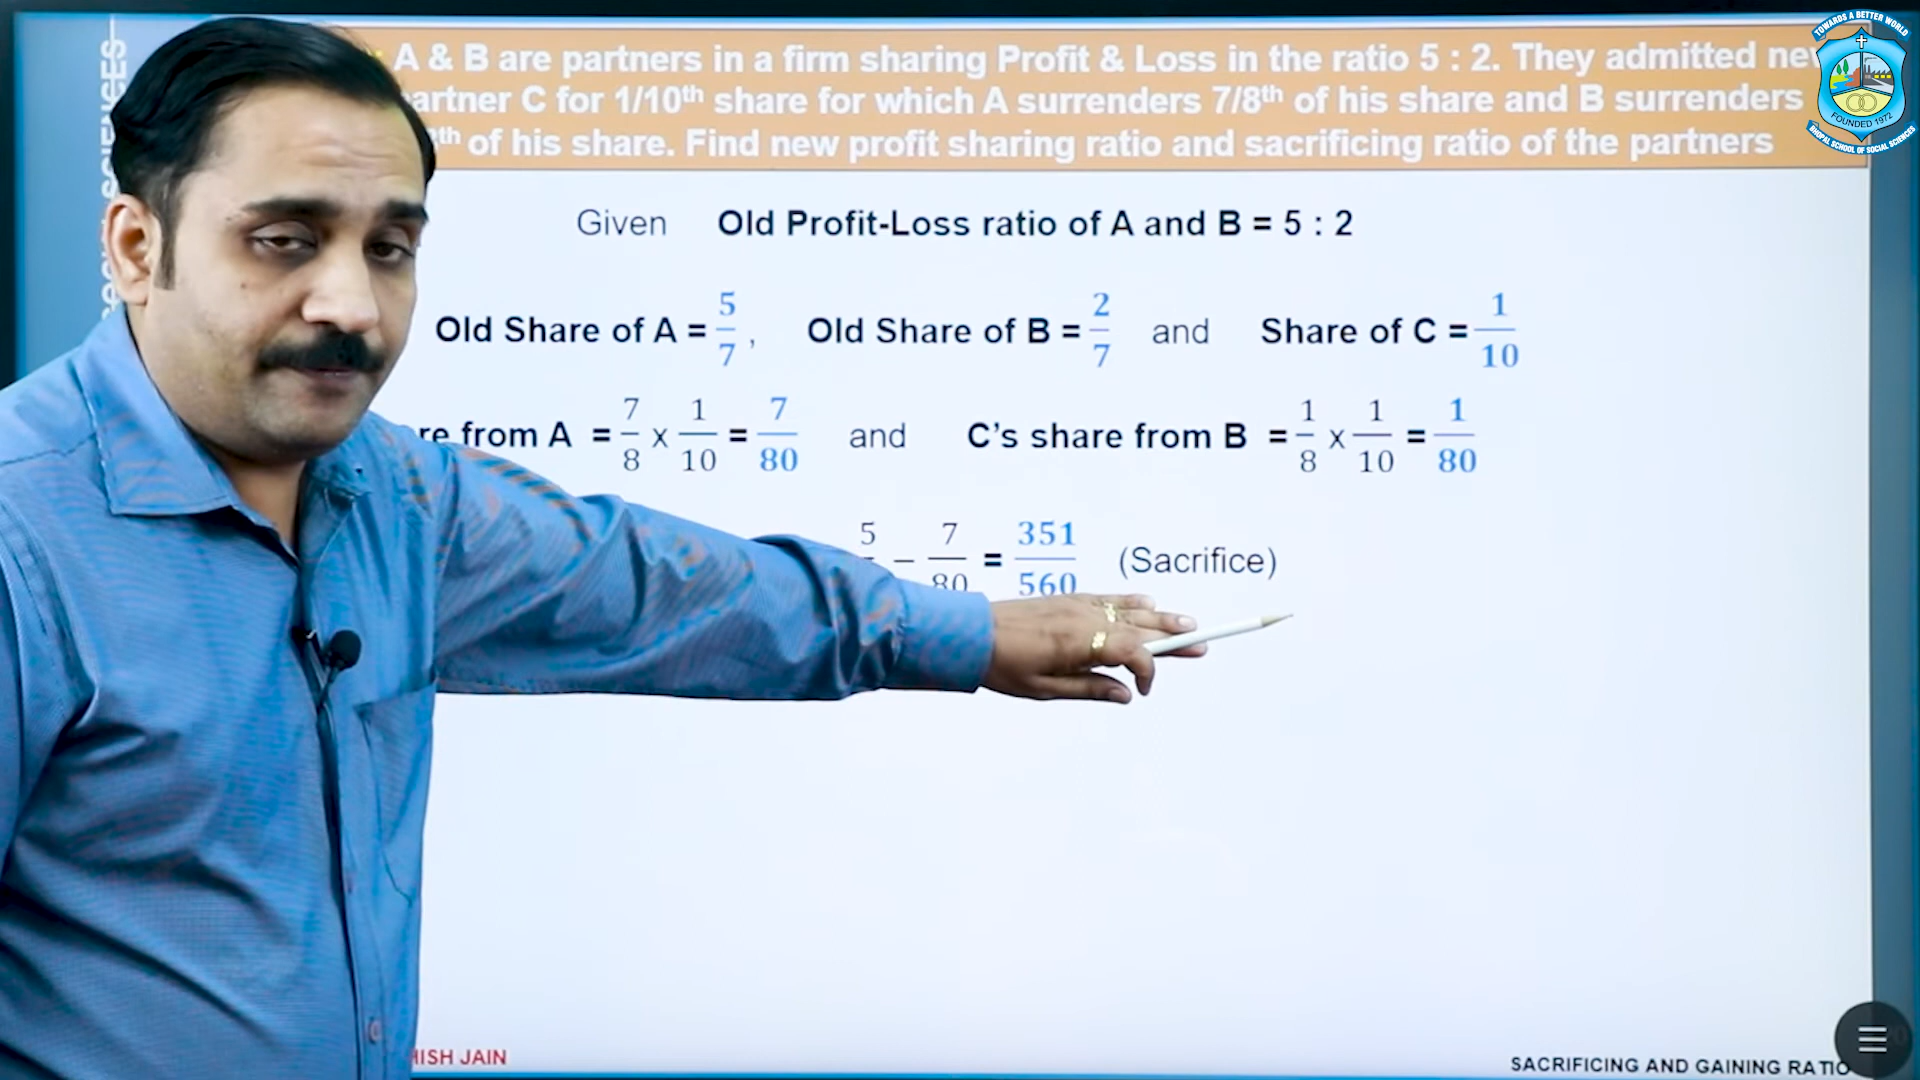 A & B are partners in a firm sharing Profit & Loss in the ratio 5 : 2. They admitted new
partner C for 1/10th share for which A surrenders 7/8th of his share and B surrenders
th of his share. Find new profit sharing ratio and sacrificing ratio of the partners
TOWARDS A BETTER WORLD
FOUNDED 1972
BHOPAL SCHOOL OF SOCIAL SCIENCES
SOCIAL SCIENCES
Given Old Profit-Loss ratio of A and B = 5 : 2
Old Share of A = 5/7 , Old Share of B = 2/7 and Share of C = 1/10
re from A = 7/8 x 1/10 = 7/80 and C’s share from B = 1/8 x 1/10 = 1/80
5 – 7/80 = 351/560 (Sacrifice)
HISH JAIN
SACRIFICING AND GAINING RATIO